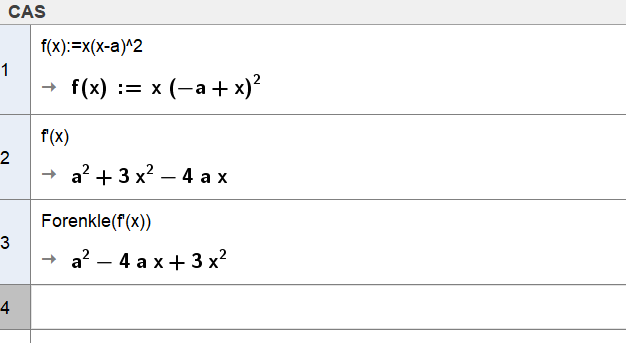 CAS
1
f(x):=x(x-a)^2
→ f(x) := x (−a + x)²
2
f'(x)
→ a² + 3 x² − 4 a x
3
Forenkle(f'(x))
→ a² − 4 a x + 3 x²
4